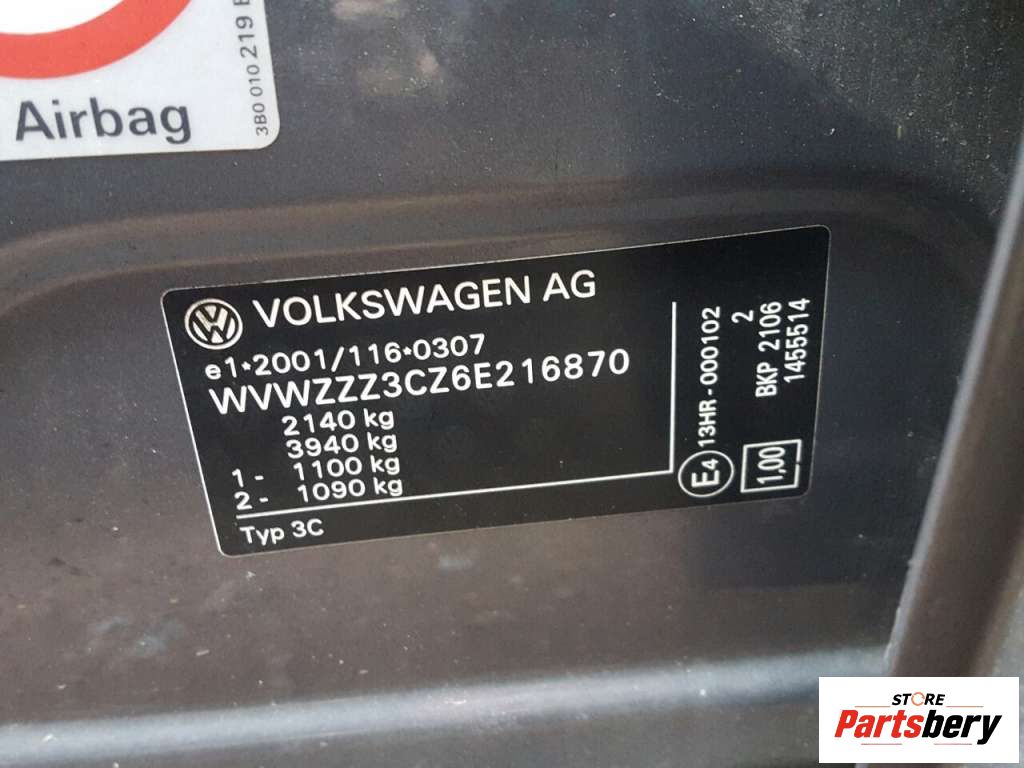 Airbag
3B0 010 219 B
VOLKSWAGEN AG
e1*2001/116*0307
WVWZZZ3CZ6E216870
2140 kg
3940 kg
1 - 1100 kg
2 - 1090 kg
Typ 3C
E4 13HR-000102
2
BKP 2106
1455514
1,00
STORE
Partsbery